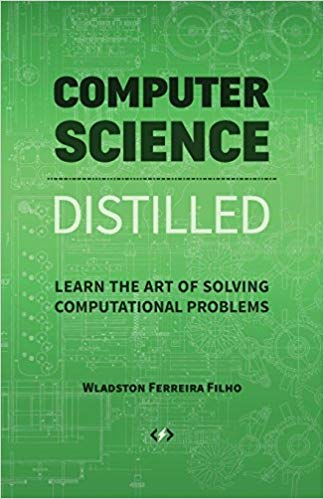 COMPUTER
SCIENCE
DISTILLED
LEARN THE ART OF SOLVING
COMPUTATIONAL PROBLEMS
WLADSTON FERREIRA FILHO